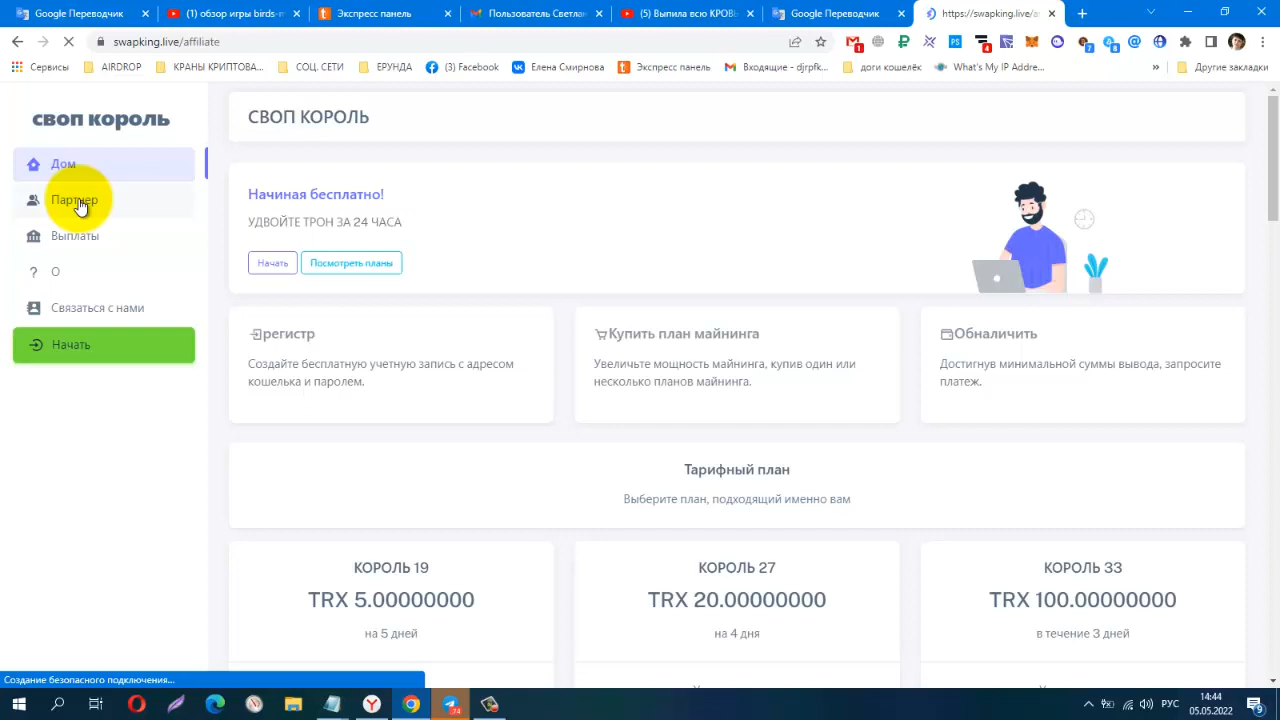 Google Переводчик
(1) обзор игры birds-m
Экспресс панель
Пользователь Светлан
(5) Выпила всю КРОВЬ
Google Переводчик
https://swapking.live/a
swapking.live/affiliate
Сервисы
AIRDROP
КРАНЫ КРИПТОВА...
СОЦ. СЕТИ
ЕРУНДА
(3) Facebook
Елена Смирнова
Экспресс панель
Входящие - djrpfk...
доги кошелёк
What's My IP Addre...
»
Другие закладки
своп король
Дом
Партнер
Выплаты
О
Связаться с нами
Начать
СВОП КОРОЛЬ
Начиная бесплатно!
УДВОЙТЕ ТРОН ЗА 24 ЧАСА
Начать
Посмотреть планы
регистр
Создайте бесплатную учетную запись с адресом
кошелька и паролем.
Купить план майнинга
Увеличьте мощность майнинга, купив один или
несколько планов майнинга.
Обналичить
Достигнув минимальной суммы вывода, запросите
платеж.
Тарифный план
Выберите план, подходящий именно вам
КОРОЛЬ 19
TRX 5.00000000
на 5 дней
КОРОЛЬ 27
TRX 20.00000000
на 4 дня
КОРОЛЬ 33
TRX 100.00000000
в течение 3 дней
Создание безопасного подключения...
РУС
14:44
05.05.2022